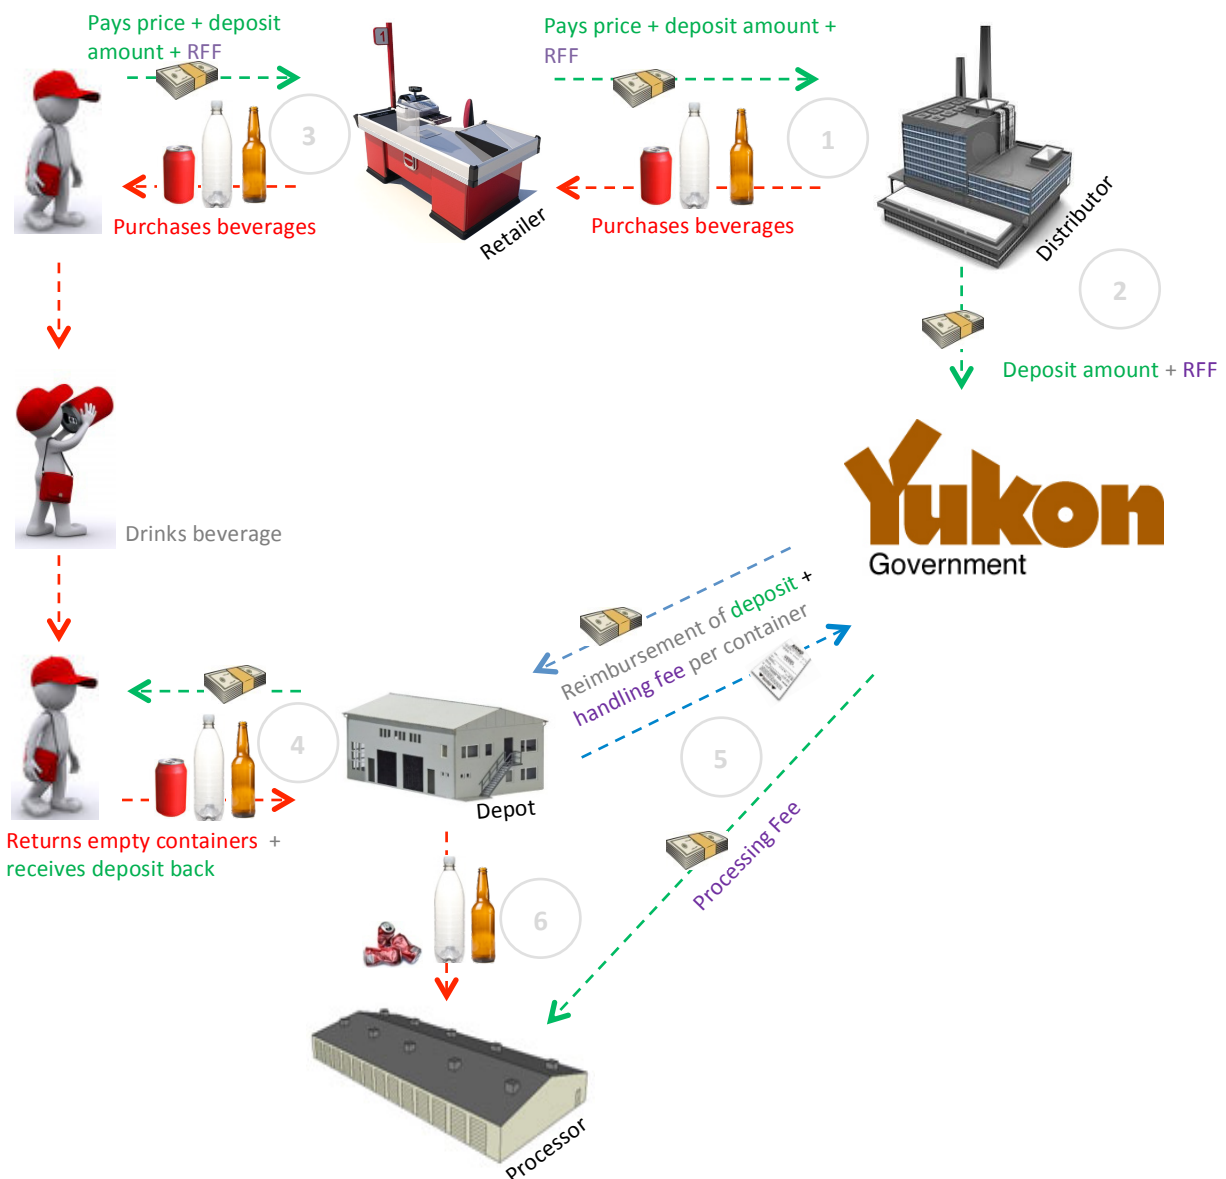 Pays price + deposit
amount + RFF
Pays price + deposit amount +
RFF
1
3
1
Purchases beverages
Retailer
Purchases beverages
Distributor
2
Deposit amount + RFF
Yukon
Government
Drinks beverage
Reimbursement of deposit +
handling fee per container
4
5
Depot
Returns empty containers +
receives deposit back
Processing Fee
6
Processor